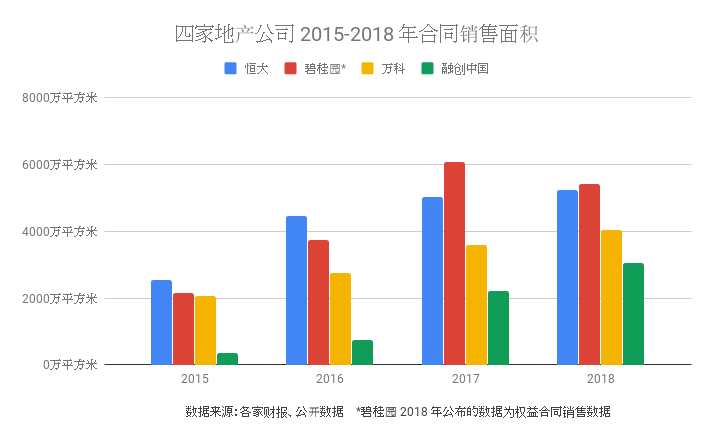 四家地产公司 2015-2018 年合同销售面积
恒大 碧桂园* 万科 融创中国
8000万平方米
6000万平方米
4000万平方米
2000万平方米
0万平方米
2015 2016 2017 2018
数据来源:各家财报、公开数据 *碧桂园 2018 年公布的数据为权益合同销售数据